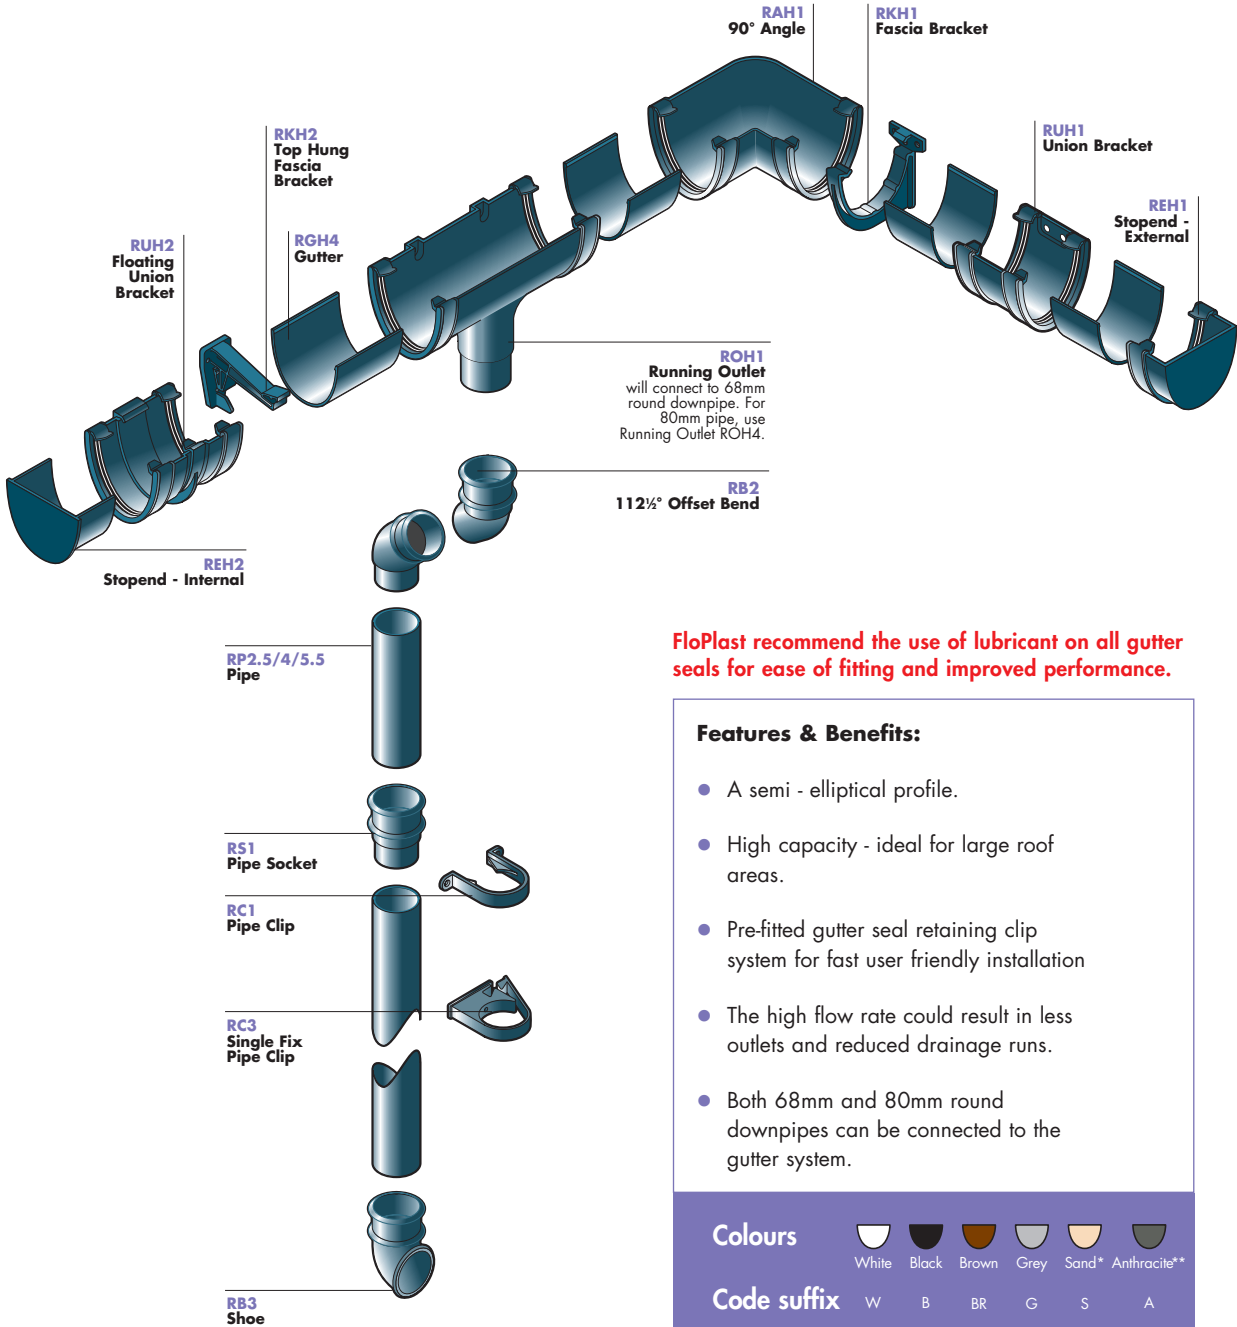 RAH1
90° Angle
RKH1
Fascia Bracket
RKH2
Top Hung
Fascia
Bracket
RUH1
Union Bracket
REH1
Stopend -
External
RUH2
Floating
Union
Bracket
RGH4
Gutter
ROH1
Running Outlet
will connect to 68mm
round downpipe. For
80mm pipe, use
Running Outlet ROH4.
RB2
112½° Offset Bend
REH2
Stopend - Internal
RP2.5/4/5.5
Pipe
RS1
Pipe Socket
RC1
Pipe Clip
RC3
Single Fix
Pipe Clip
RB3
Shoe
FloPlast recommend the use of lubricant on all gutter
seals for ease of fitting and improved performance.
Features & Benefits:
• A semi - elliptical profile.
• High capacity - ideal for large roof
areas.
• Pre-fitted gutter seal retaining clip
system for fast user friendly installation
• The high flow rate could result in less
outlets and reduced drainage runs.
• Both 68mm and 80mm round
downpipes can be connected to the
gutter system.
Colours
White Black Brown Grey Sand* Anthracite**
Code suffix W B BR G S A